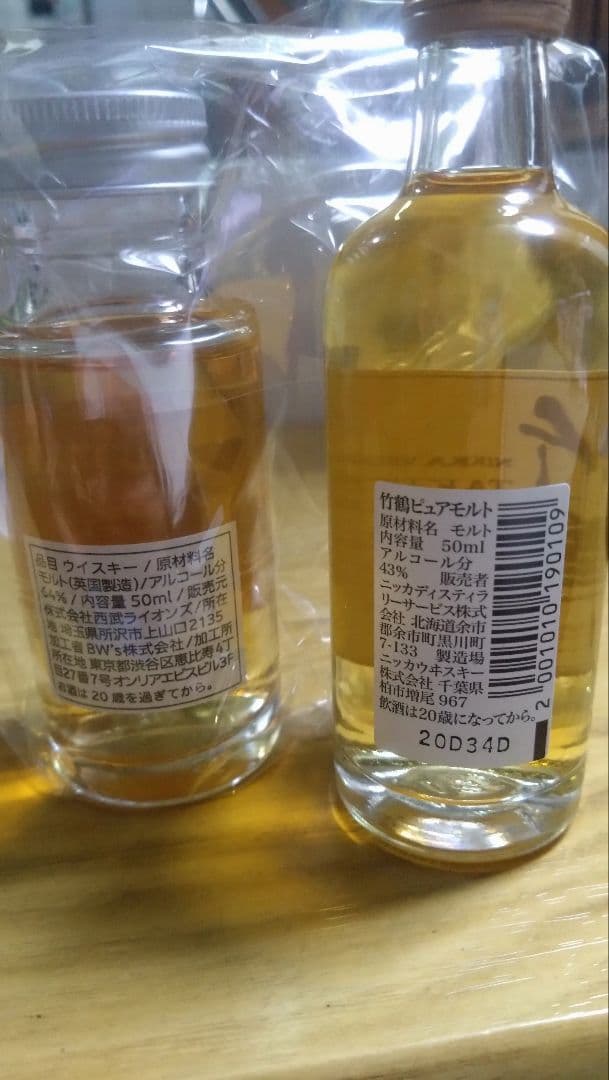 品目 ウイスキー / 原材料名
モルト(英国製造)/アルコール分
64% / 内容量 50ml / 販売元
株式会社西武ライオンズ/所在
地 埼玉県所沢市上山口2135
加工者 BW's株式会社/加工所
所在地 東京都渋谷区恵比寿4丁
目27番7号オンリアエビスビル3F
飲酒は20歳を過ぎてから。
竹鶴ピュアモルト
原材料名 モルト
内容量 50ml
アルコール分
43% 販売者
ニッカディスティラ
リーサービス株式
会社 北海道余市
郡余市町黒川町
7-133 製造場
ニッカウヰスキー
株式会社 千葉県
柏市増尾967
飲酒は20歳になってから。
20D34D
2 001010 190109
NIKKA